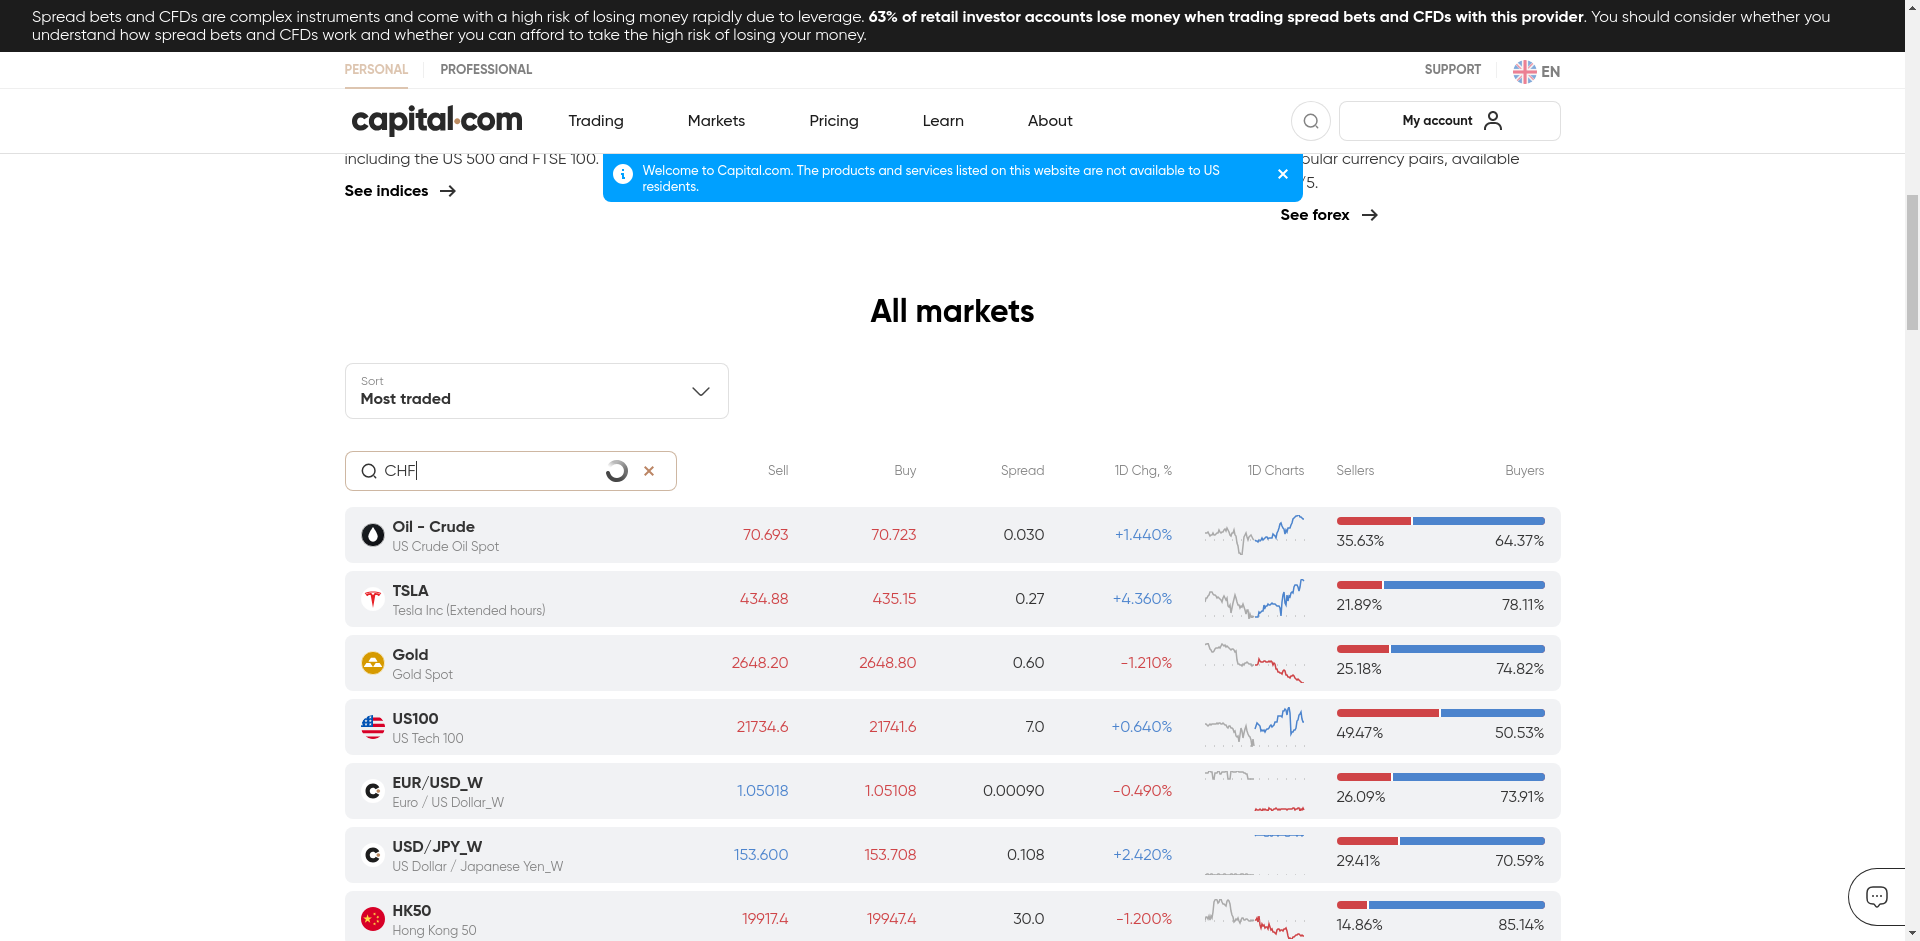 Spread bets and CFDs are complex instruments and come with a high risk of losing money rapidly due to leverage. 63% of retail investor accounts lose money when trading spread bets and CFDs with this provider. You should consider whether you
understand how spread bets and CFDs work and whether you can afford to take the high risk of losing your money.
PERSONAL PROFESSIONAL SUPPORT EN
capital.com Trading Markets Pricing Learn About My account
including the US 500 and FTSE 100.
Welcome to Capital.com. The products and services listed on this website are not available to US
residents.
currency pairs, available
See indices
See forex
All markets
Sort
Most traded
CHF Sell Buy Spread 1D Chg, % 1D Charts Sellers Buyers
Oil - Crude
US Crude Oil Spot
70.693 70.723 0.030 +1.440% 35.63% 64.37%
TSLA
Tesla Inc (Extended hours)
434.88 435.15 0.27 +4.360% 21.89% 78.11%
Gold
Gold Spot
2648.20 2648.80 0.60 -1.210% 25.18% 74.82%
US100
US Tech 100
21734.6 21741.6 7.0 +0.640% 49.47% 50.53%
EUR/USD_W
Euro / US Dollar_W
1.05018 1.05108 0.00090 -0.490% 26.09% 73.91%
USD/JPY_W
US Dollar / Japanese Yen_W
153.600 153.708 0.108 +2.420% 29.41% 70.59%
HK50
Hong Kong 50
19917.4 19947.4 30.0 -1.200% 14.86% 85.14%